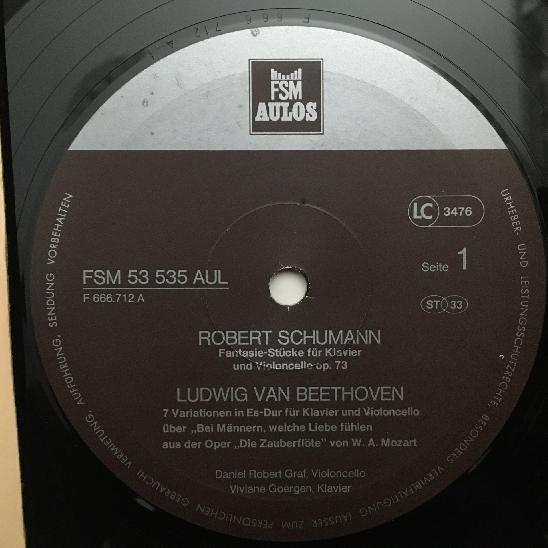 F 666 712 A
FSM
AULOS
LC 3476
FSM 53 535 AUL
F 666.712 A
Seite 1
ST 33
ROBERT SCHUMANN
Fantasie-Stücke für Klavier
und Violoncello op. 73
LUDWIG VAN BEETHOVEN
7 Variationen in Es-Dur für Klavier und Violoncello
über „Bei Männern, welche Liebe fühlen
aus der Oper „Die Zauberflöte" von W. A. Mozart
Daniel Robert Graf, Violoncello
Viviane Goergen, Klavier
URHEBER- UND LEISTUNGSSCHUTZRECHTE, BESONDERS VERVIELFÄLTIGUNG (AUSSER ZUM PERSÖNLICHEN GEBRAUCH) VERMIETUNG, AUFFÜHRUNG, SENDUNG VORBEHALTEN